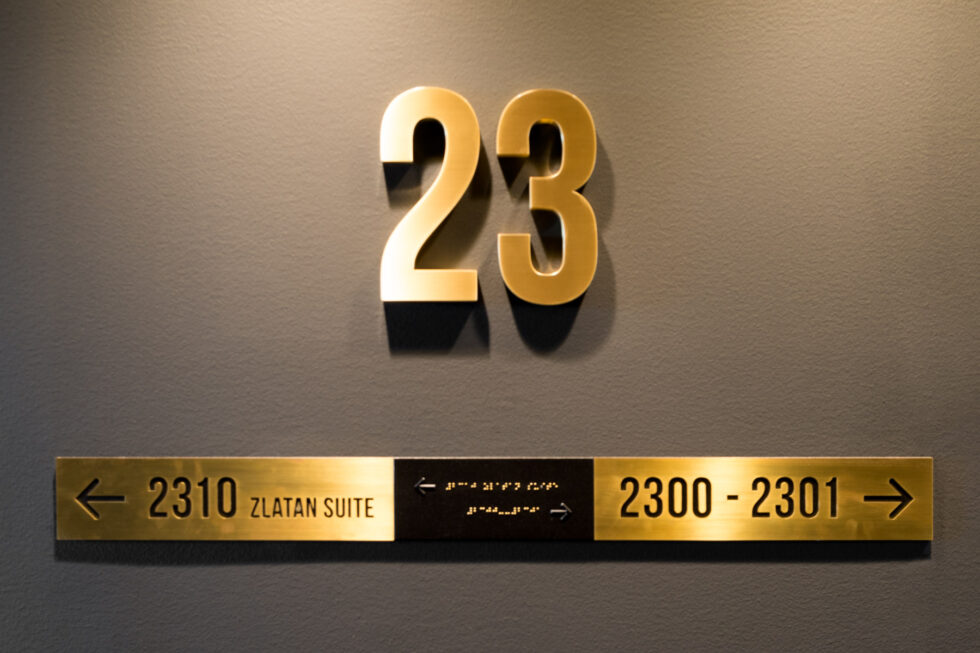 23
← 2310 ZLATAN SUITE
2300 - 2301 →